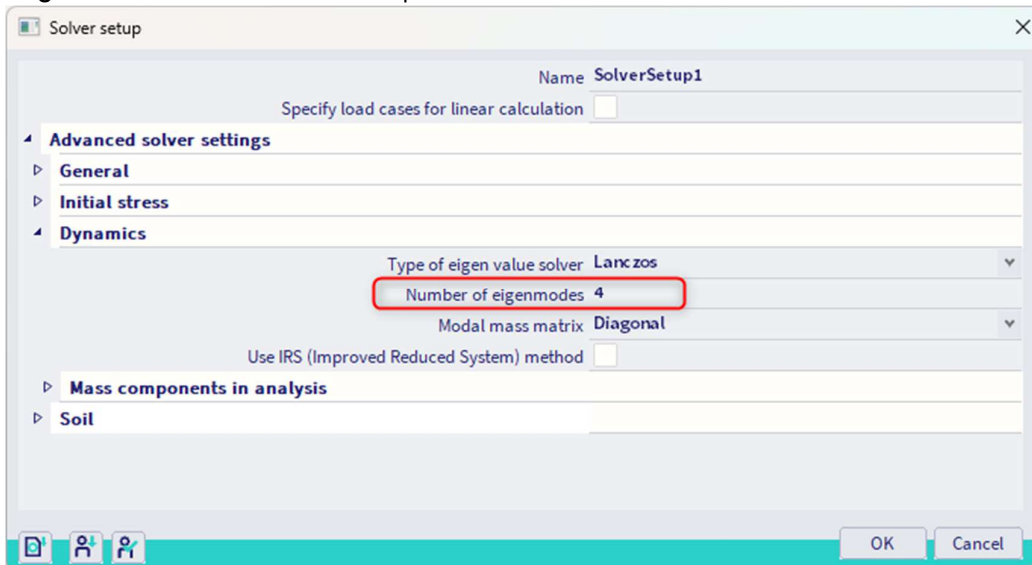 Solver setup
Name SolverSetup1
Specify load cases for linear calculation
Advanced solver settings
General
Initial stress
Dynamics
Type of eigen value solver Lanczos
Number of eigenmodes 4
Modal mass matrix Diagonal
Use IRS (Improved Reduced System) method
Mass components in analysis
Soil
OK Cancel